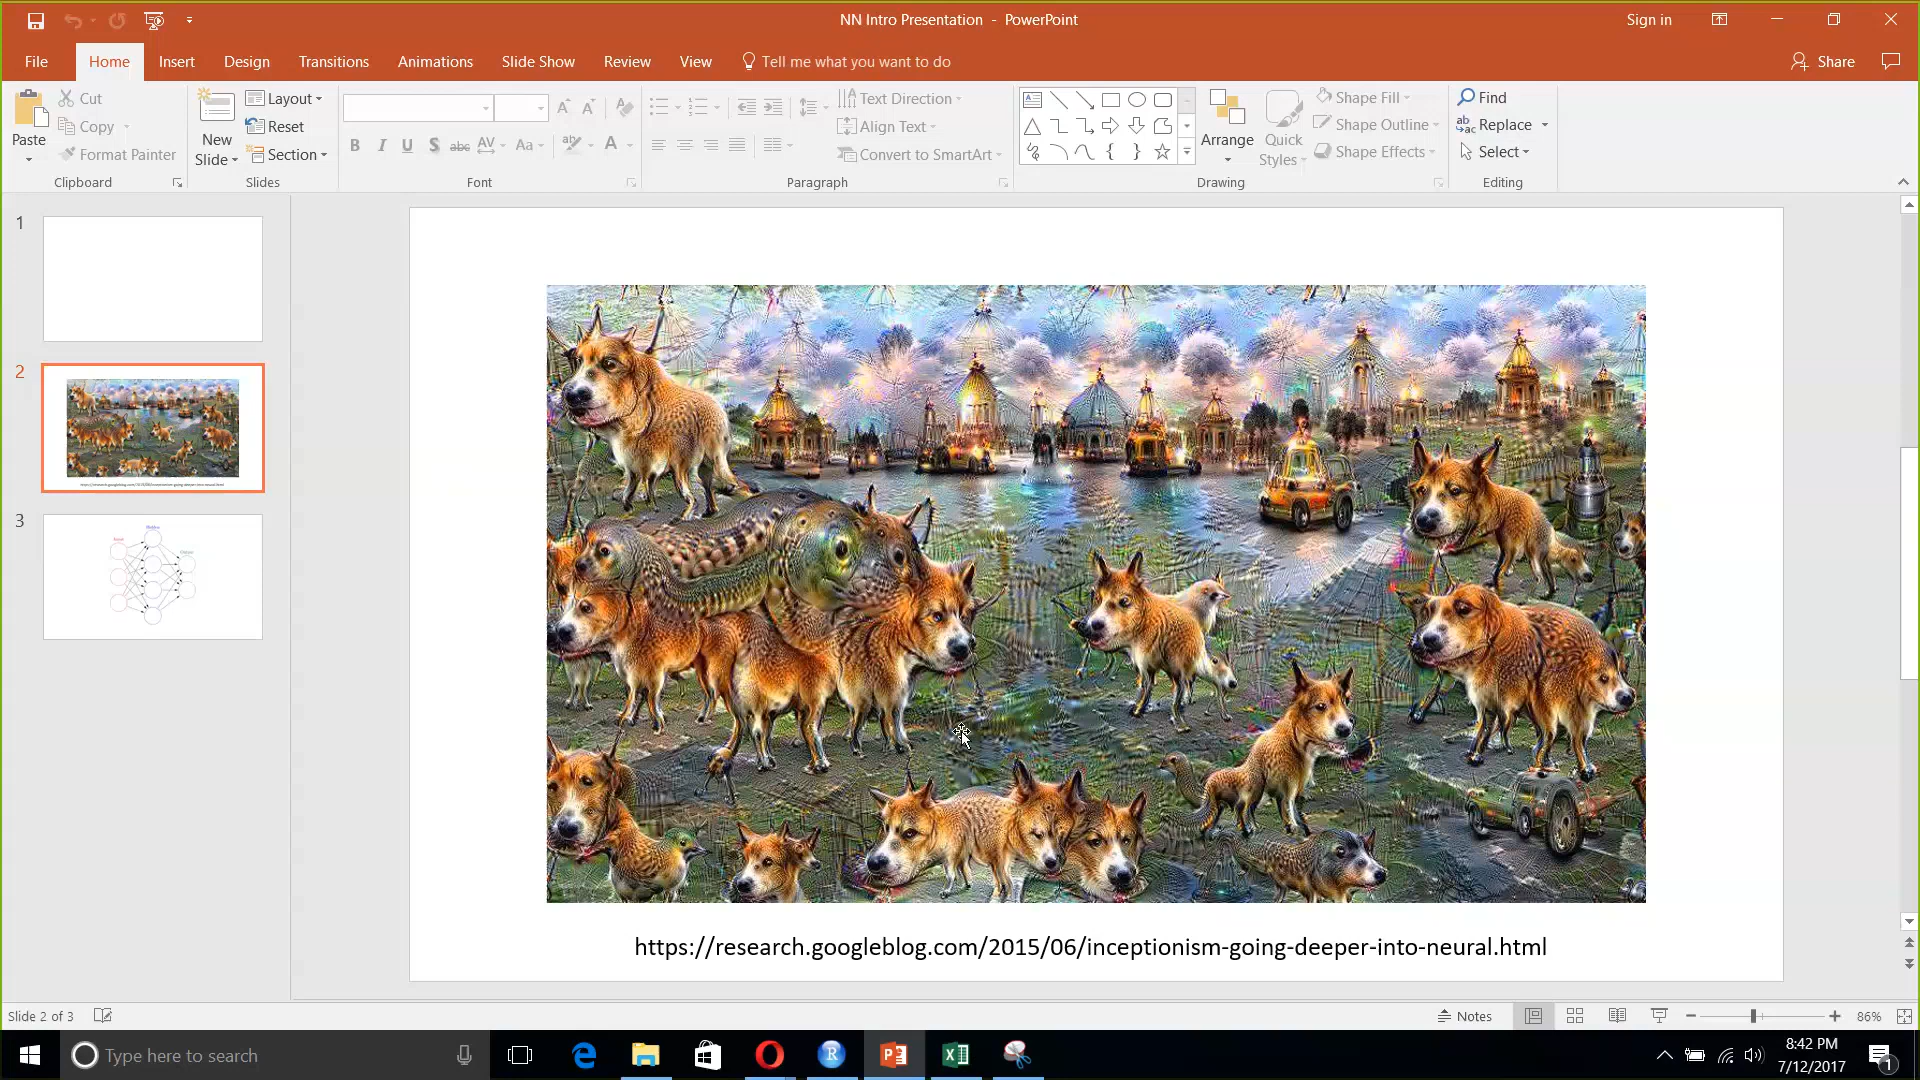 NN Intro Presentation - PowerPoint
Sign in
File
Home
Insert
Design
Transitions
Animations
Slide Show
Review
View
Tell me what you want to do
Share
Paste
Cut
Copy
Format Painter
Clipboard
New
Slide
Layout
Reset
Section
Slides
B I U S abc AV Aa A
Font
Text Direction
Align Text
Convert to SmartArt
Paragraph
Arrange
Quick
Styles
Shape Fill
Shape Outline
Shape Effects
Drawing
Find
Replace
Select
Editing
1
2
3
https://research.googleblog.com/2015/06/inceptionism-going-deeper-into-neural.html
Slide 2 of 3
Notes
86%
Type here to search
8:42 PM
7/12/2017
1